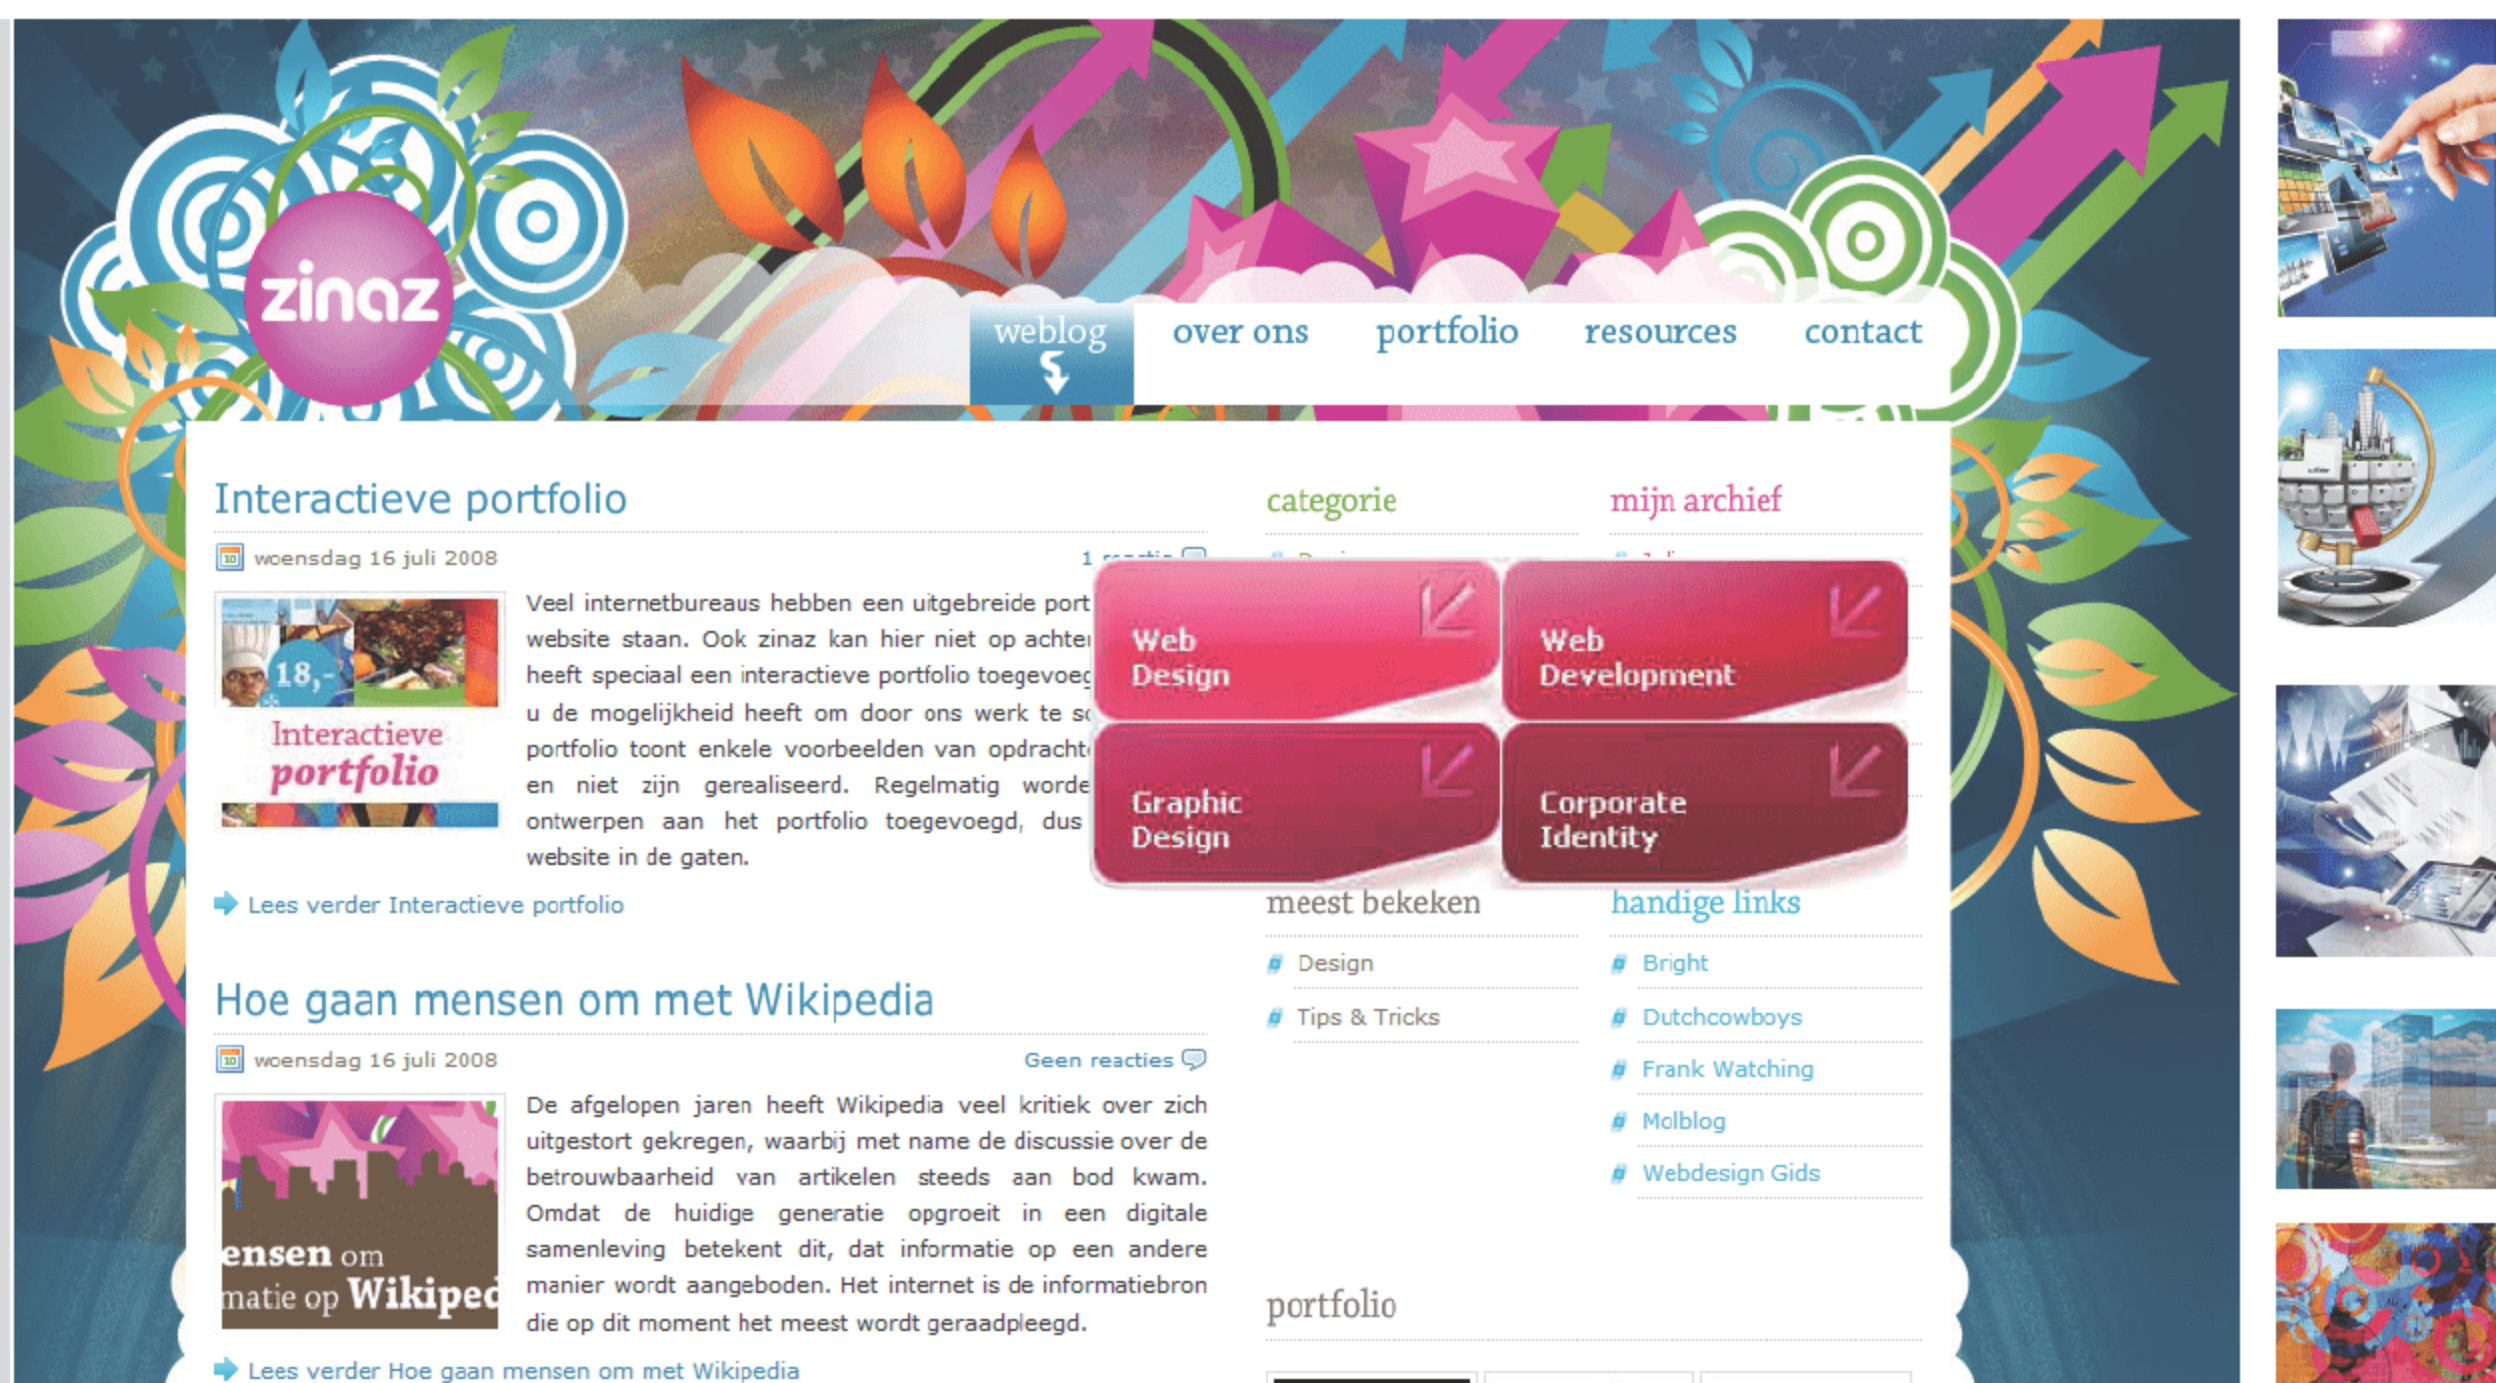 zinaz
weblog
over ons
portfolio
resources
contact
Interactieve portfolio
woensdag 16 juli 2008
1 reactie
18,-
Interactieve
portfolio
Veel internetbureaus hebben een uitgebreide port
website staan. Ook zinaz kan hier niet op achter
heeft speciaal een interactieve portfolio toegevoeg
u de mogelijkheid heeft om door ons werk te sc
portfolio toont enkele voorbeelden van opdrachte
en niet zijn gerealiseerd. Regelmatig worde
ontwerpen aan het portfolio toegevoegd, dus
website in de gaten.
Lees verder Interactieve portfolio
Hoe gaan mensen om met Wikipedia
woensdag 16 juli 2008
Geen reacties
ensen om
matie op Wikiped
De afgelopen jaren heeft Wikipedia veel kritiek over zich
uitgestort gekregen, waarbij met name de discussie over de
betrouwbaarheid van artikelen steeds aan bod kwam.
Omdat de huidige generatie opgroeit in een digitale
samenleving betekent dit, dat informatie op een andere
manier wordt aangeboden. Het internet is de informatiebron
die op dit moment het meest wordt geraadpleegd.
Lees verder Hoe gaan mensen om met Wikipedia
categorie
mijn archief
Web
Design
Web
Development
Graphic
Design
Corporate
Identity
meest bekeken
Design
Tips & Tricks
handige links
Bright
Dutchcowboys
Frank Watching
Molblog
Webdesign Gids
portfolio